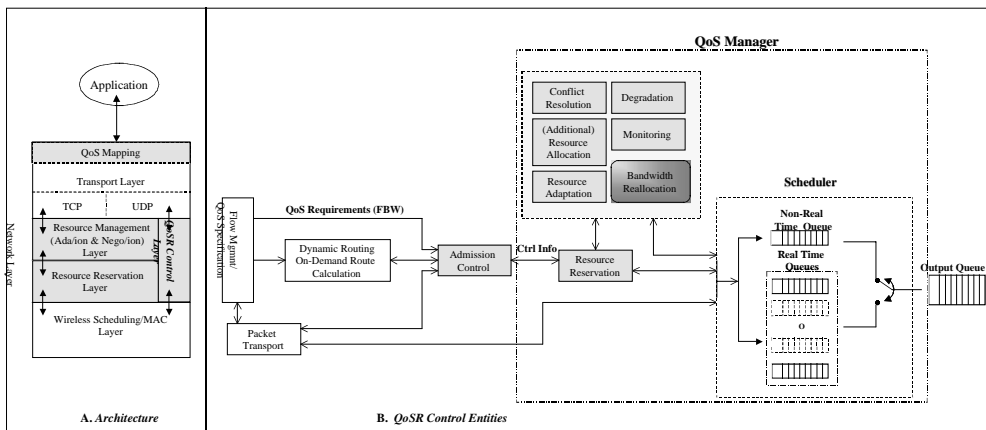 Application
QoS Mapping
Transport Layer
TCP
UDP
Network Layer
Resource Management
(Ada/ion & Nego/ion)
Layer
Resource Reservation
Layer
QoSR Control
Layer
Wireless Scheduling/MAC
Layer
A. Architecture
QoS Manager
Conflict
Resolution
Degradation
(Additional)
Resource
Allocation
Monitoring
Resource
Adaptation
Bandwidth
Reallocation
Flow Mgmnt/
QoS Specification
QoS Requirements (FBW)
Dynamic Routing
On-Demand Route
Calculation
Admission
Control
Ctrl Info
Resource
Reservation
Packet
Transport
Scheduler
Non-Real
Time Queue
Real Time
Queues
O
Output Queue
B. QoSR Control Entities